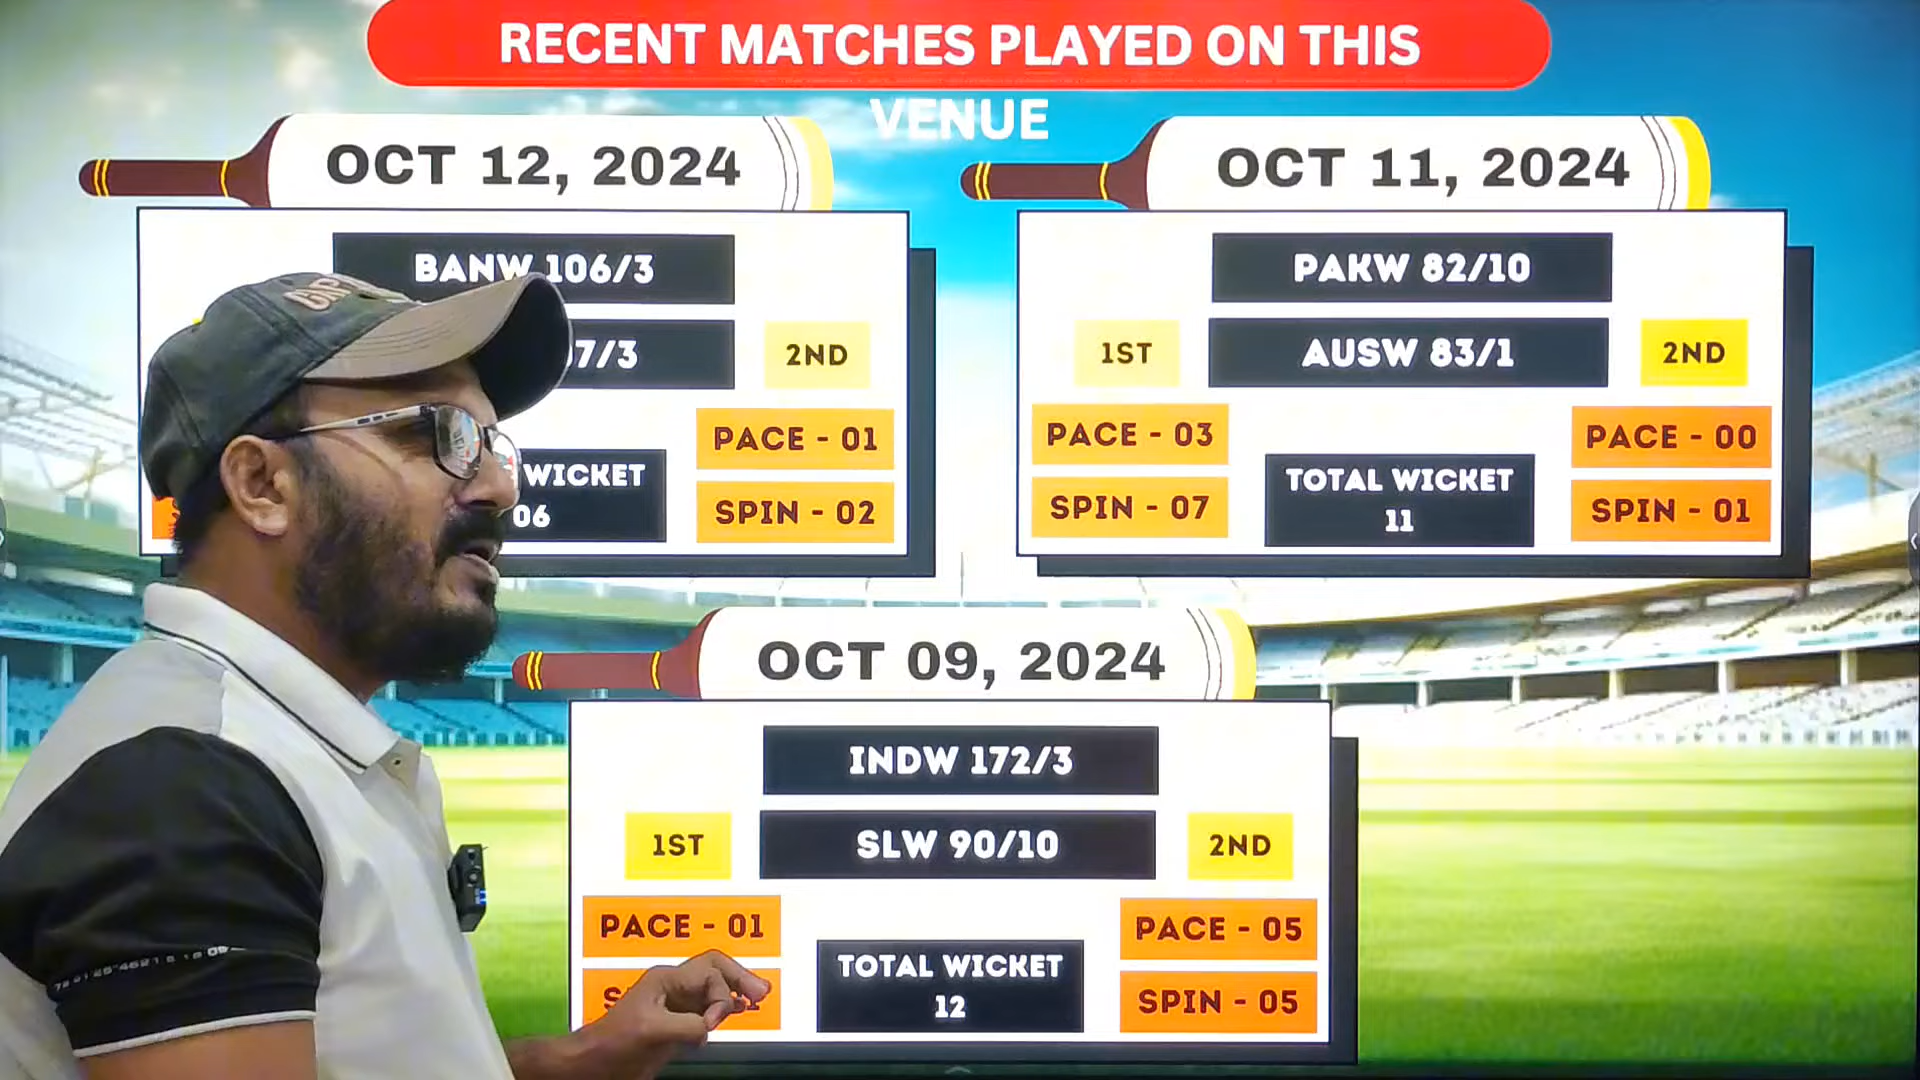 RECENT MATCHES PLAYED ON THIS
VENUE
OCT 12, 2024
BANW 106/3
7/3
2ND
PACE - 01
SPIN - 02
WICKET
06
OCT 11, 2024
PAKW 82/10
1ST
AUSW 83/1
2ND
PACE - 03
SPIN - 07
TOTAL WICKET
11
PACE - 00
SPIN - 01
OCT 09, 2024
INDW 172/3
1ST
SLW 90/10
2ND
PACE - 01
TOTAL WICKET
12
PACE - 05
SPIN - 05